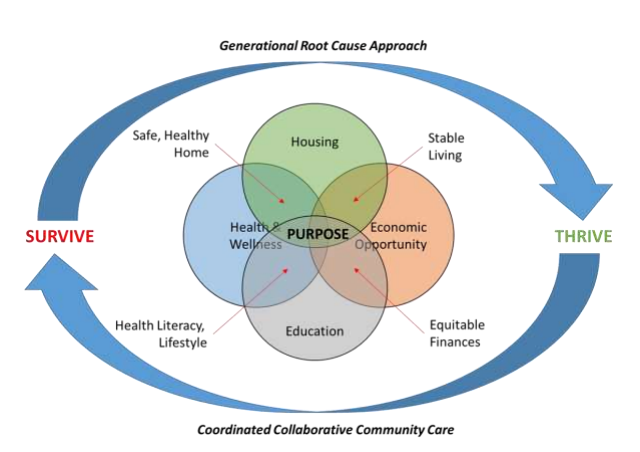 Generational Root Cause Approach
Safe, Healthy
Home
Housing
Stable
Living
SURVIVE
Health &
Wellness
PURPOSE
Economic
Opportunity
THRIVE
Health Literacy,
Lifestyle
Education
Equitable
Finances
Coordinated Collaborative Community Care